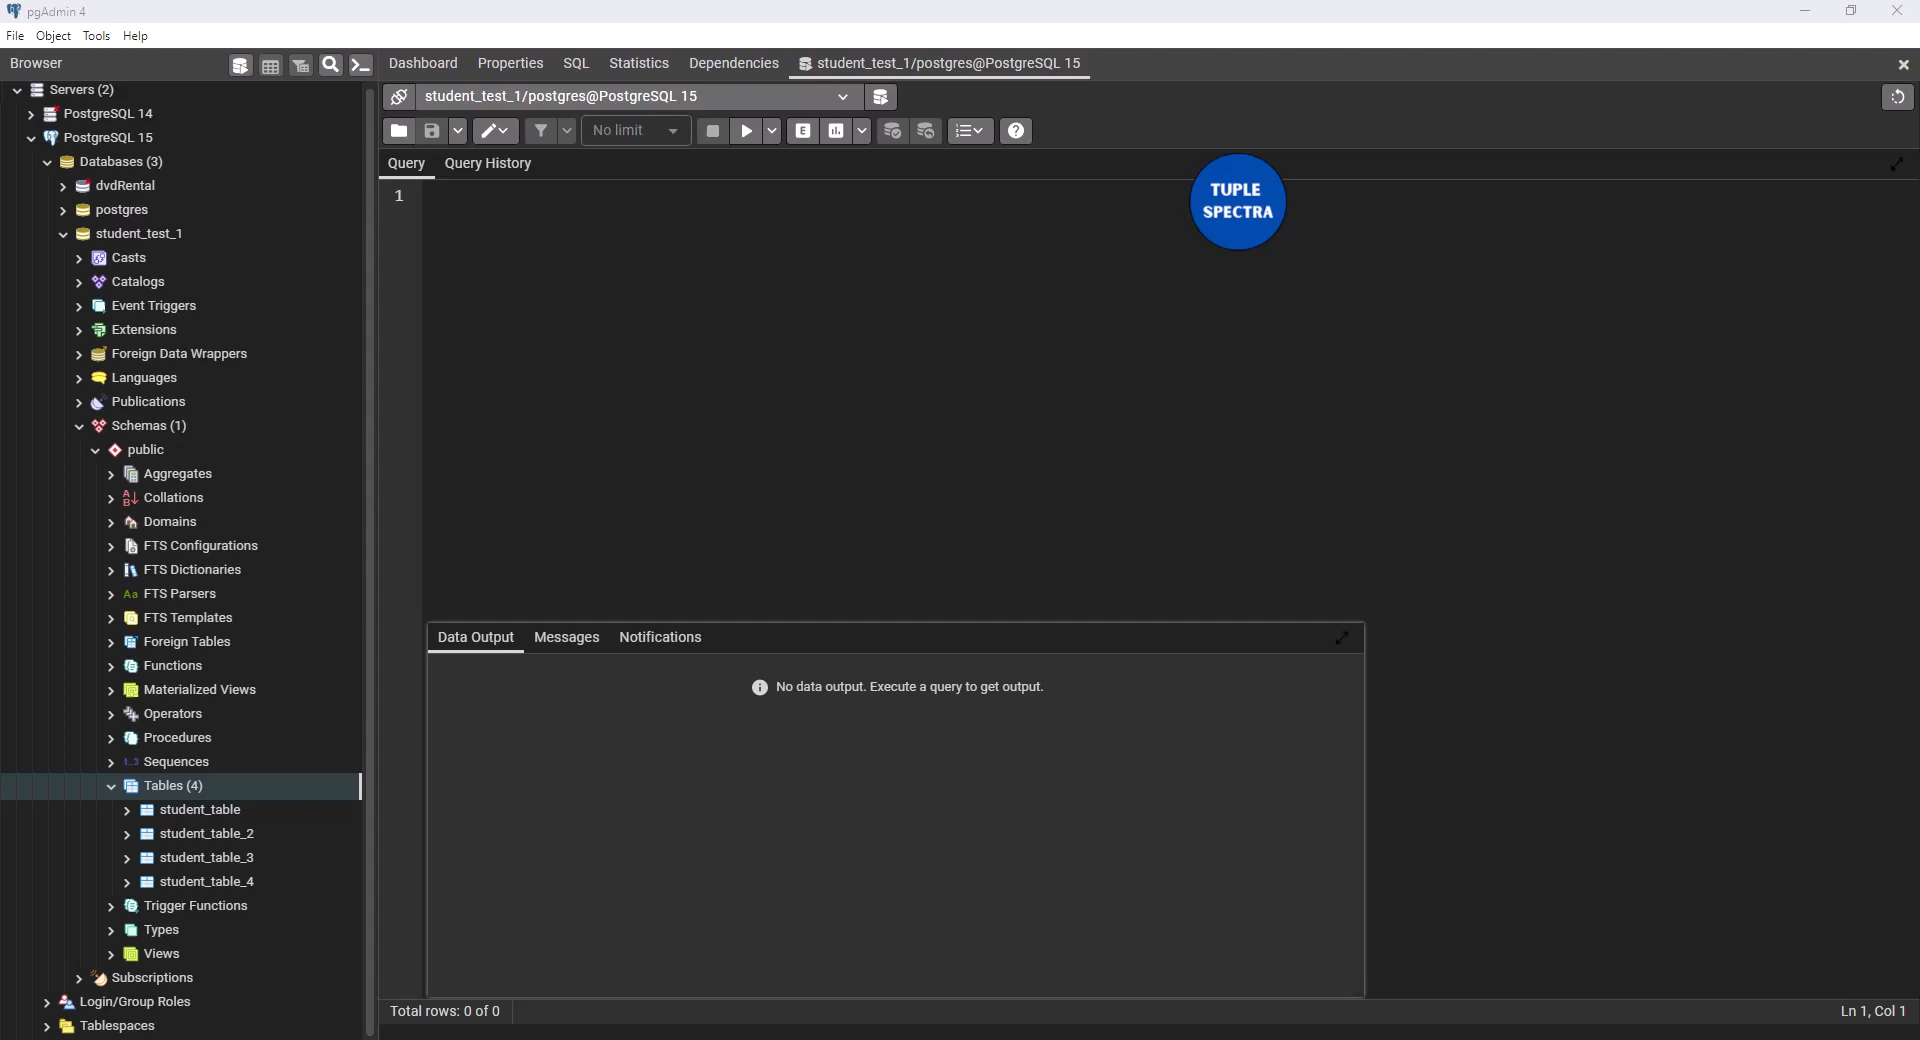 pgAdmin 4
File Object Tools Help
Browser
Dashboard Properties SQL Statistics Dependencies student_test_1/postgres@PostgreSQL 15
Servers (2)
PostgreSQL 14
PostgreSQL 15
Databases (3)
dvdRental
postgres
student_test_1
Casts
Catalogs
Event Triggers
Extensions
Foreign Data Wrappers
Languages
Publications
Schemas (1)
public
Aggregates
Collations
Domains
FTS Configurations
FTS Dictionaries
Aa FTS Parsers
FTS Templates
Foreign Tables
Functions
Materialized Views
Operators
Procedures
1..3 Sequences
Tables (4)
student_table
student_table_2
student_table_3
student_table_4
Trigger Functions
Types
Views
Subscriptions
Login/Group Roles
Tablespaces
student_test_1/postgres@PostgreSQL 15
No limit
E
Query Query History
1
TUPLE
SPECTRA
Data Output Messages Notifications
No data output. Execute a query to get output.
Total rows: 0 of 0
Ln 1, Col 1